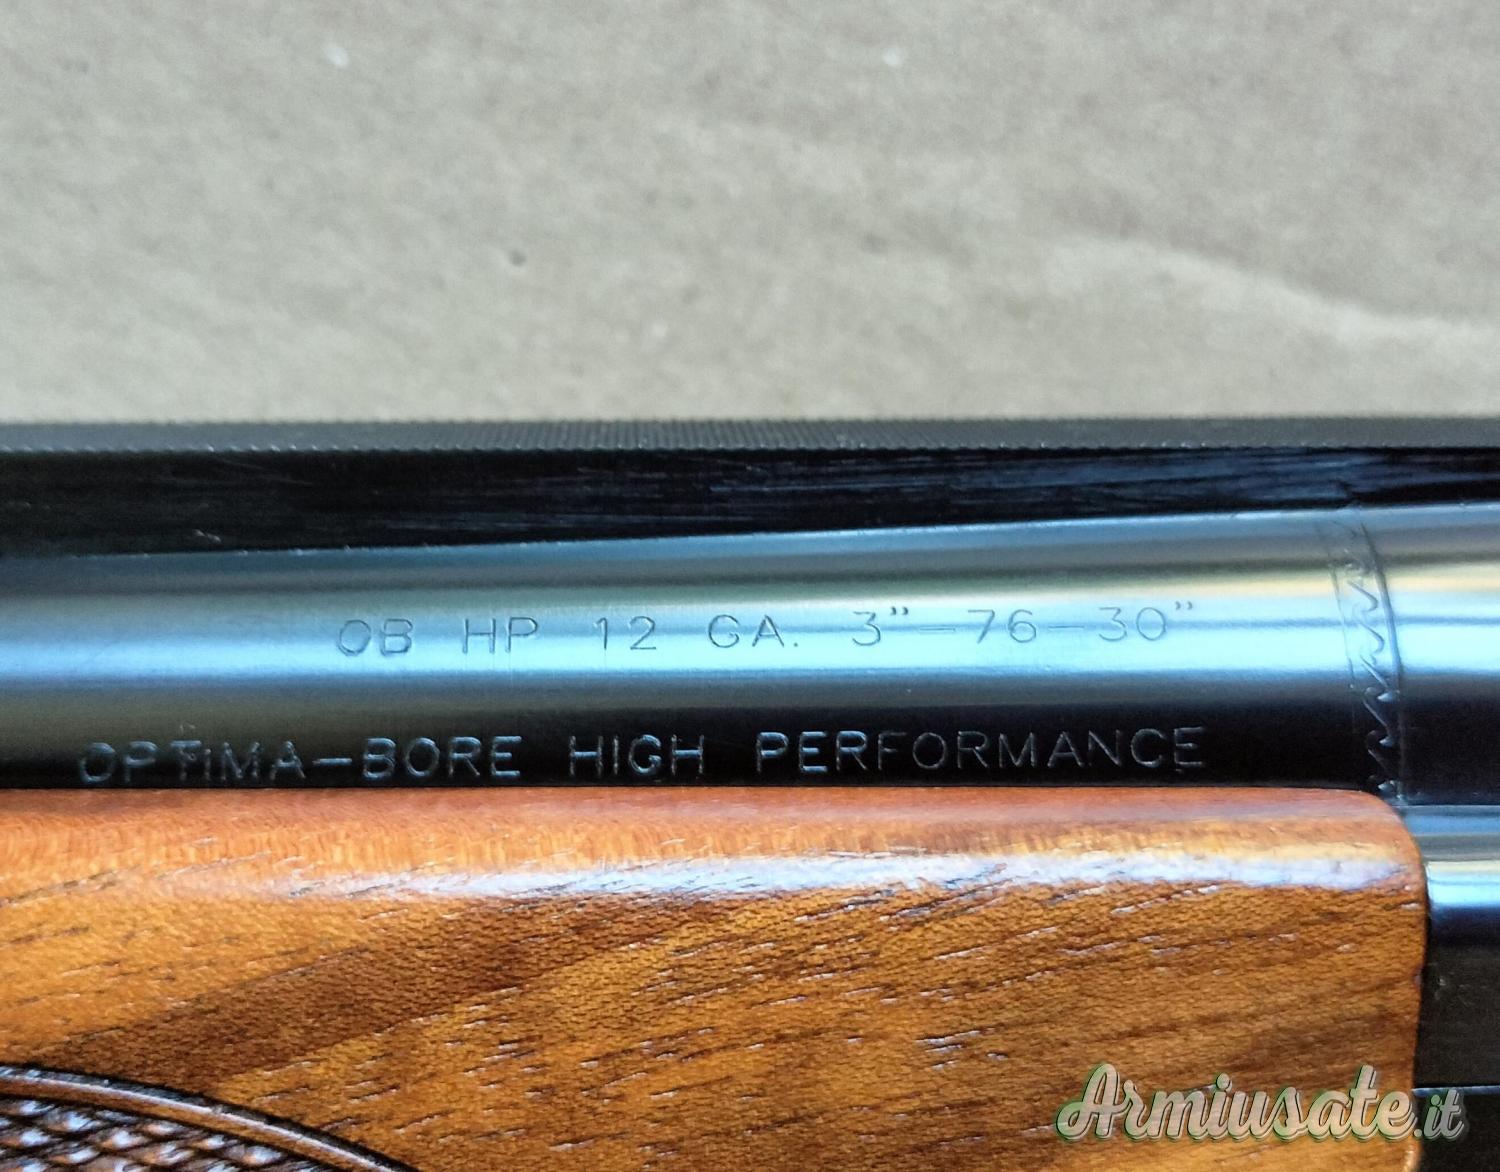 OB HP 12 GA. 3"-76-30"
OPTIMA-BORE HIGH PERFORMANCE
Armiusate.it